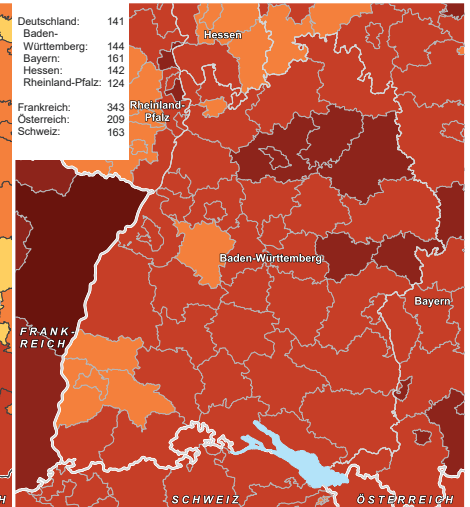 Deutschland: 141
Baden-
Württemberg: 144
Bayern: 161
Hessen: 142
Rheinland-Pfalz: 124
Frankreich: 343
Österreich: 209
Schweiz: 163
Hessen
Rheinland-
Pfalz
Baden-Württemberg
Bayern
FRANK-
REICH
H
SCHWEIZ
ÖSTERREICH